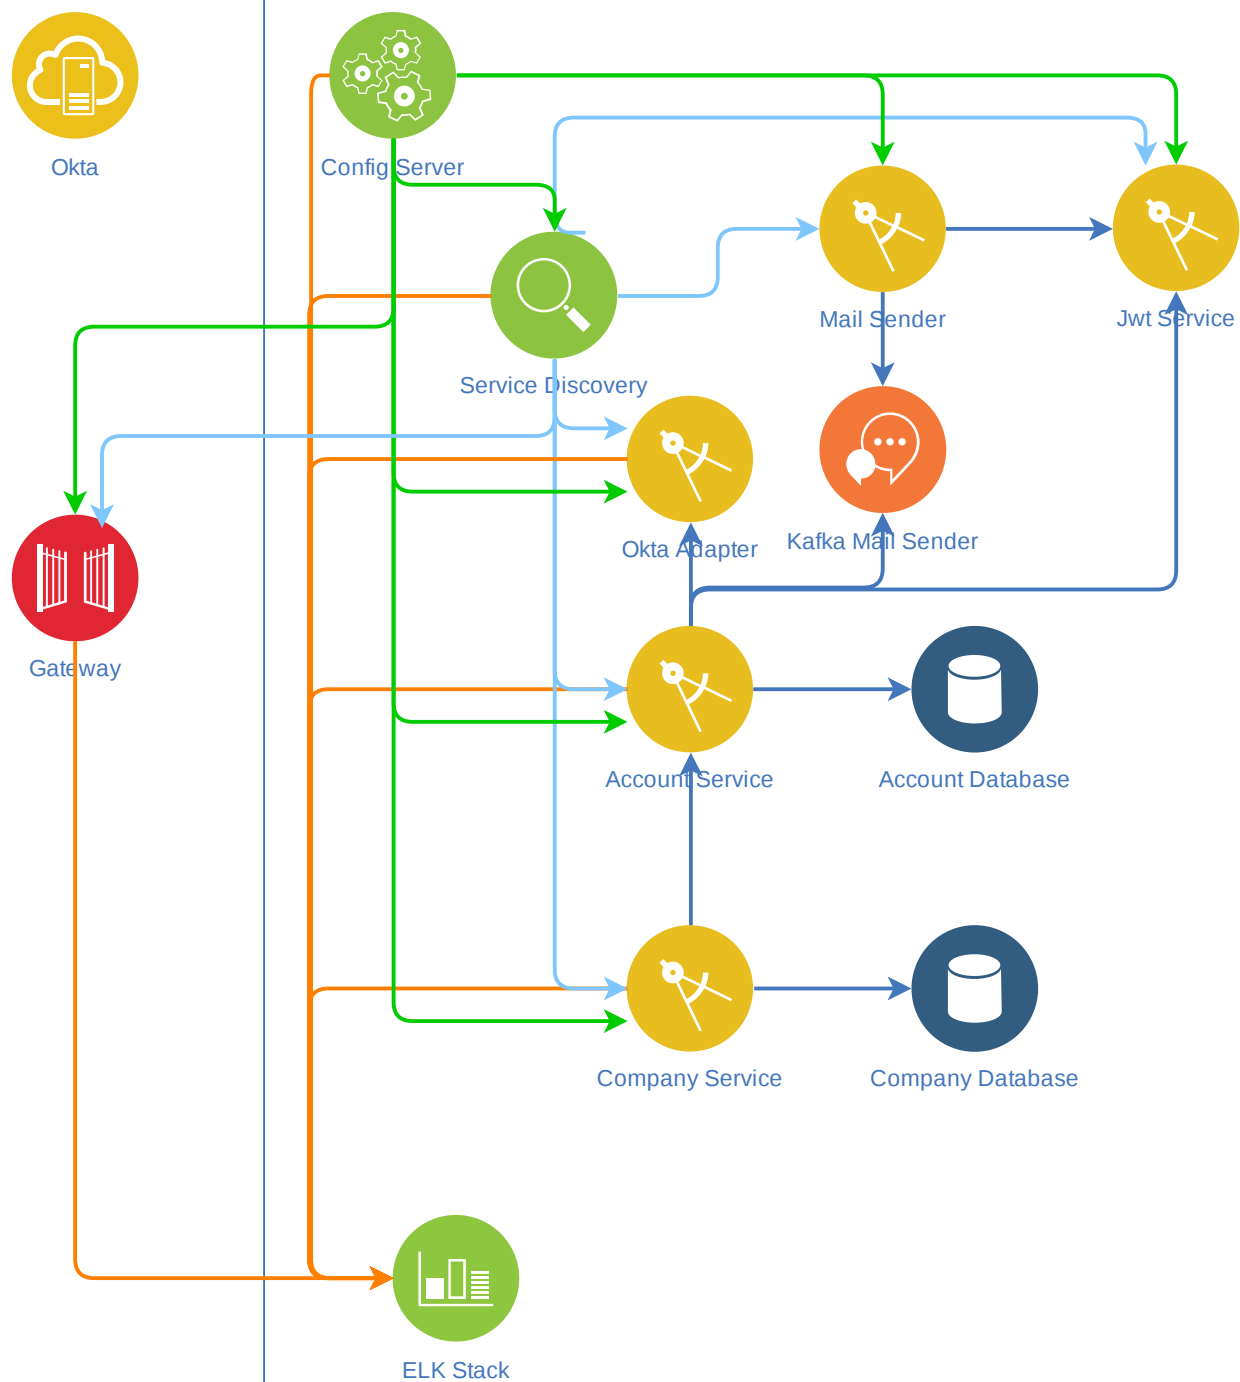 Okta
Config Server
Mail Sender
Jwt Service
Service Discovery
Okta Adapter
Kafka Mail Sender
Gateway
Account Service
Account Database
Company Service
Company Database
ELK Stack